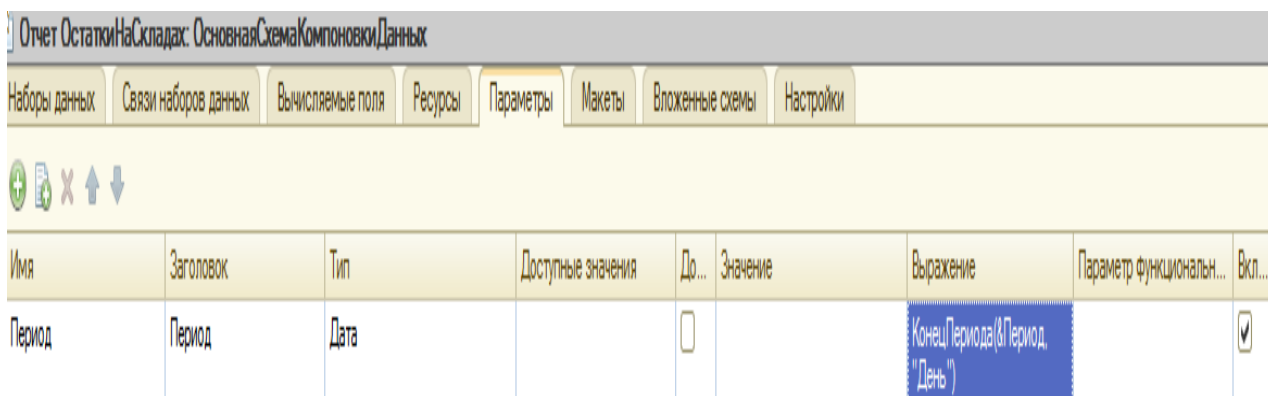 Отчет ОстаткиНаСкладах: ОсновнаяСхемаКомпоновкиДанных
Наборы данных Связи наборов данных Вычисляемые поля Ресурсы Параметры Макеты Вложенные схемы Настройки
Имя Заголовок Тип Доступные значения До... Значение Выражение Параметр функциональн... Вкл...
Период Период Дата КонецПериода(&Период,
"День")